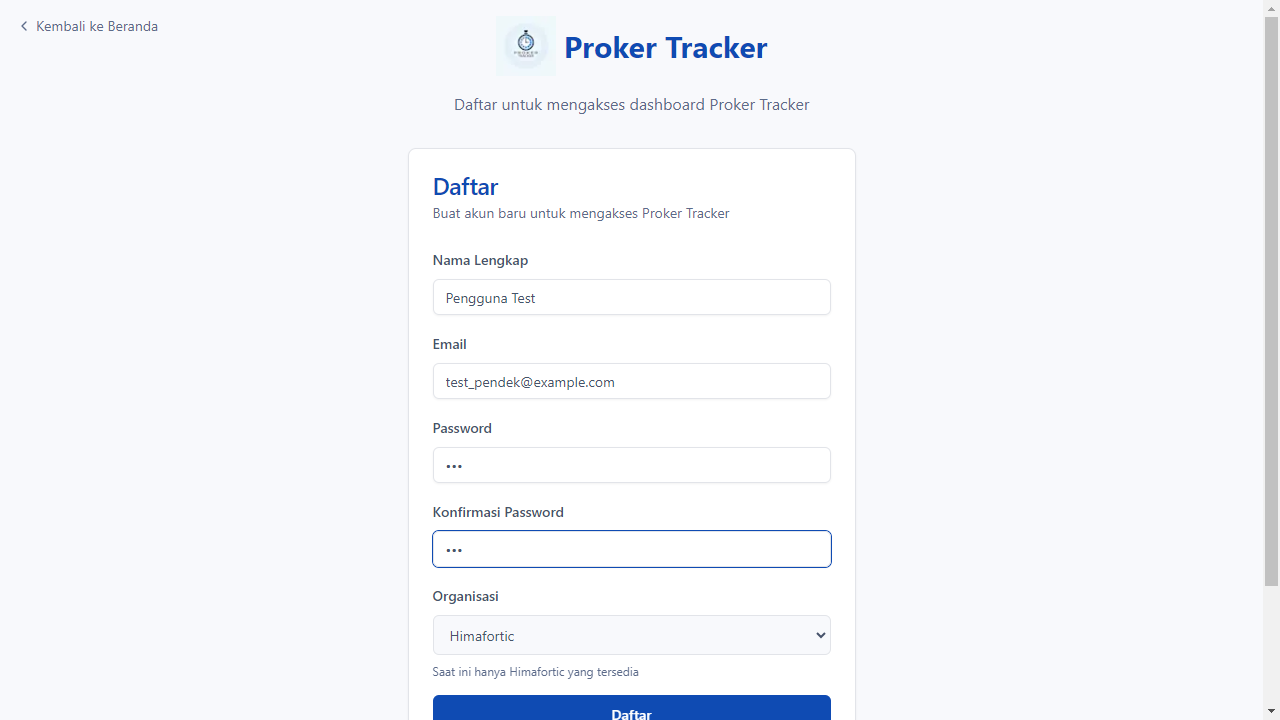 Kembali ke Beranda
Proker Tracker
Daftar untuk mengakses dashboard Proker Tracker
Daftar
Buat akun baru untuk mengakses Proker Tracker
Nama Lengkap
Pengguna Test
Email
test_pendek@example.com
Password
•••
Konfirmasi Password
•••
Organisasi
Himafortic
Saat ini hanya Himafortic yang tersedia
Daftar